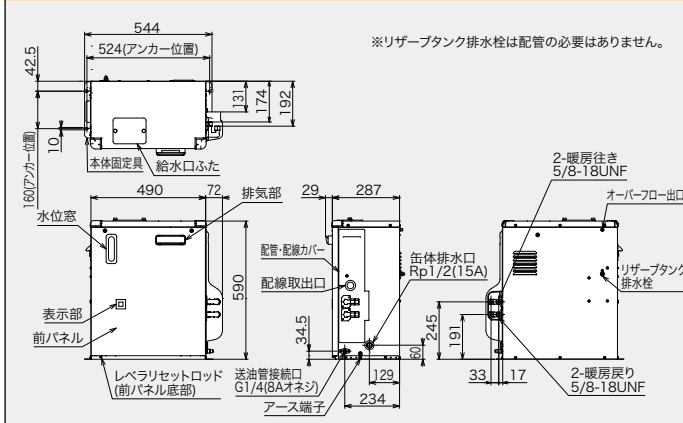 544
524(アンカー位置)
※リザーブタンク排水栓は配管の必要はありません。
42.5
131
174
192
10
160(アンカー位置)
本体固定具
給水口ふた
490
72
排気部
29
287
2-暖房往き
5/8-18UNF
オーバーフロー出口
水位窓
配管・配線カバー
缶体排水口
Rp1/2(15A)
配線取出口
リザーブタンク
排水栓
590
表示部
前パネル
34.5
60
245
191
レベラリセットロッド
(前パネル底部)
送油管接続口
G1/4(8Aオネジ)
アース端子
129
234
33
17
2-暖房戻り
5/8-18UNF